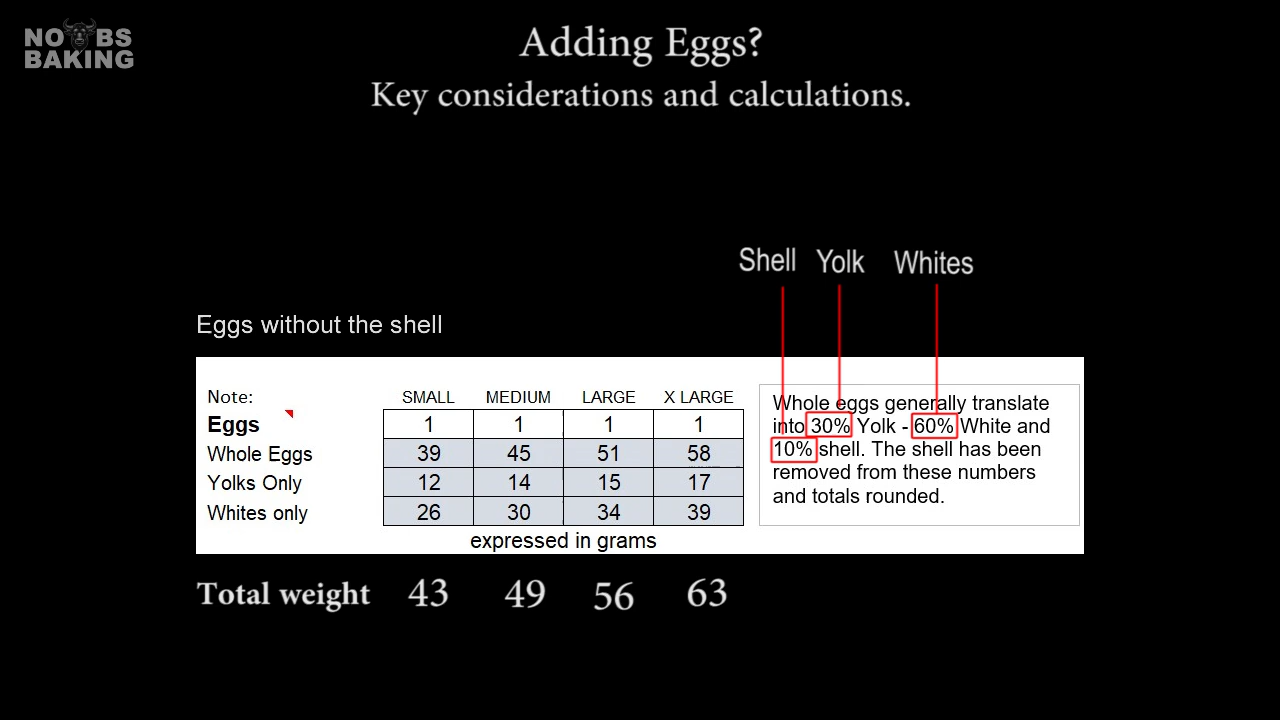 NOOBS
BAKING
Adding Eggs?
Key considerations and calculations.
Shell Yolk Whites
Eggs without the shell
Note: SMALL MEDIUM LARGE X LARGE
Eggs 1 1 1 1
Whole Eggs 39 45 51 58
Yolks Only 12 14 15 17
Whites only 26 30 34 39
expressed in grams
Whole eggs generally translate
into 30% Yolk - 60% White and
10% shell. The shell has been
removed from these numbers
and totals rounded.
Total weight 43 49 56 63